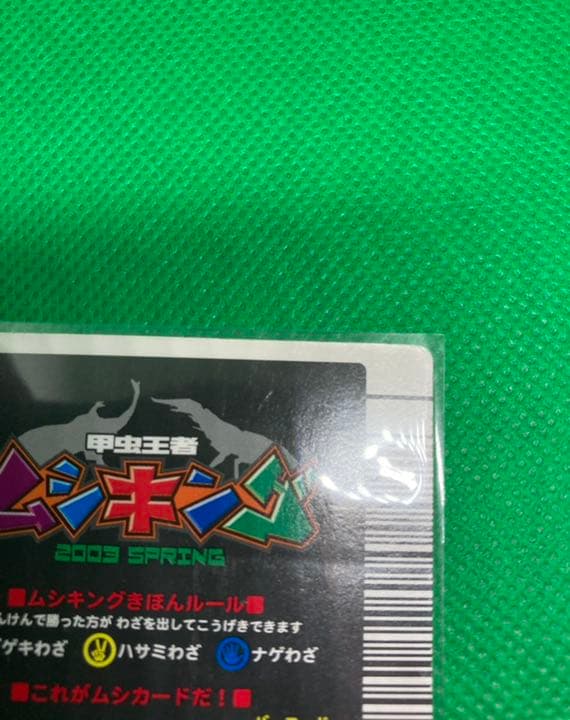 甲虫王者
ムシキング
2003 SPRING
■ムシキングきほんルール■
んけんで勝った方が わざを出してこうげきできます
ゲキわざ ハサミわざ ナゲわざ
■これがムシカードだ！■